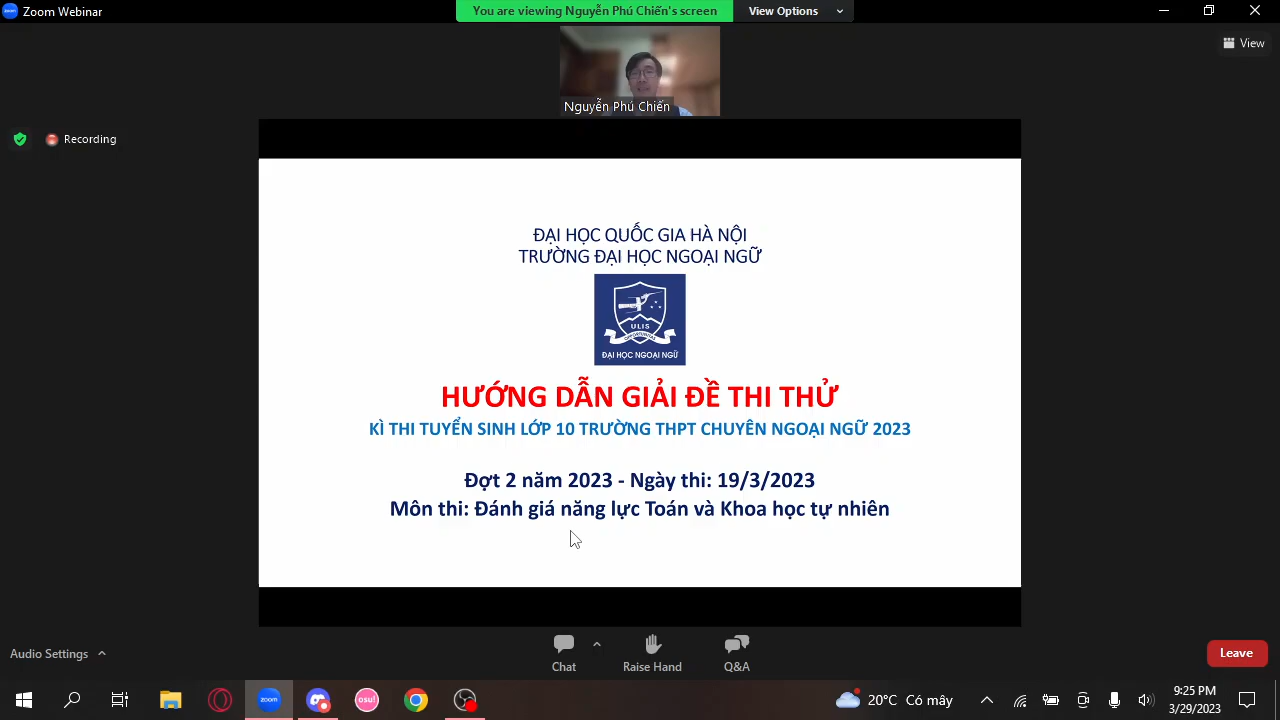 Zoom Webinar
You are viewing Nguyễn Phú Chiến's screen
View Options
View
Nguyễn Phú Chiến
Recording
ĐẠI HỌC QUỐC GIA HÀ NỘI
TRƯỜNG ĐẠI HỌC NGOẠI NGỮ
ULIS
ĐẠI HỌC NGOẠI NGỮ
HƯỚNG DẪN GIẢI ĐỀ THI THỬ
KÌ THI TUYỂN SINH LỚP 10 TRƯỜNG THPT CHUYÊN NGOẠI NGỮ 2023
Đợt 2 năm 2023 - Ngày thi: 19/3/2023
Môn thi: Đánh giá năng lực Toán và Khoa học tự nhiên
Audio Settings
Chat
Raise Hand
Q&A
Leave
zoom
osu!
20°C Có mây
9:25 PM
3/29/2023